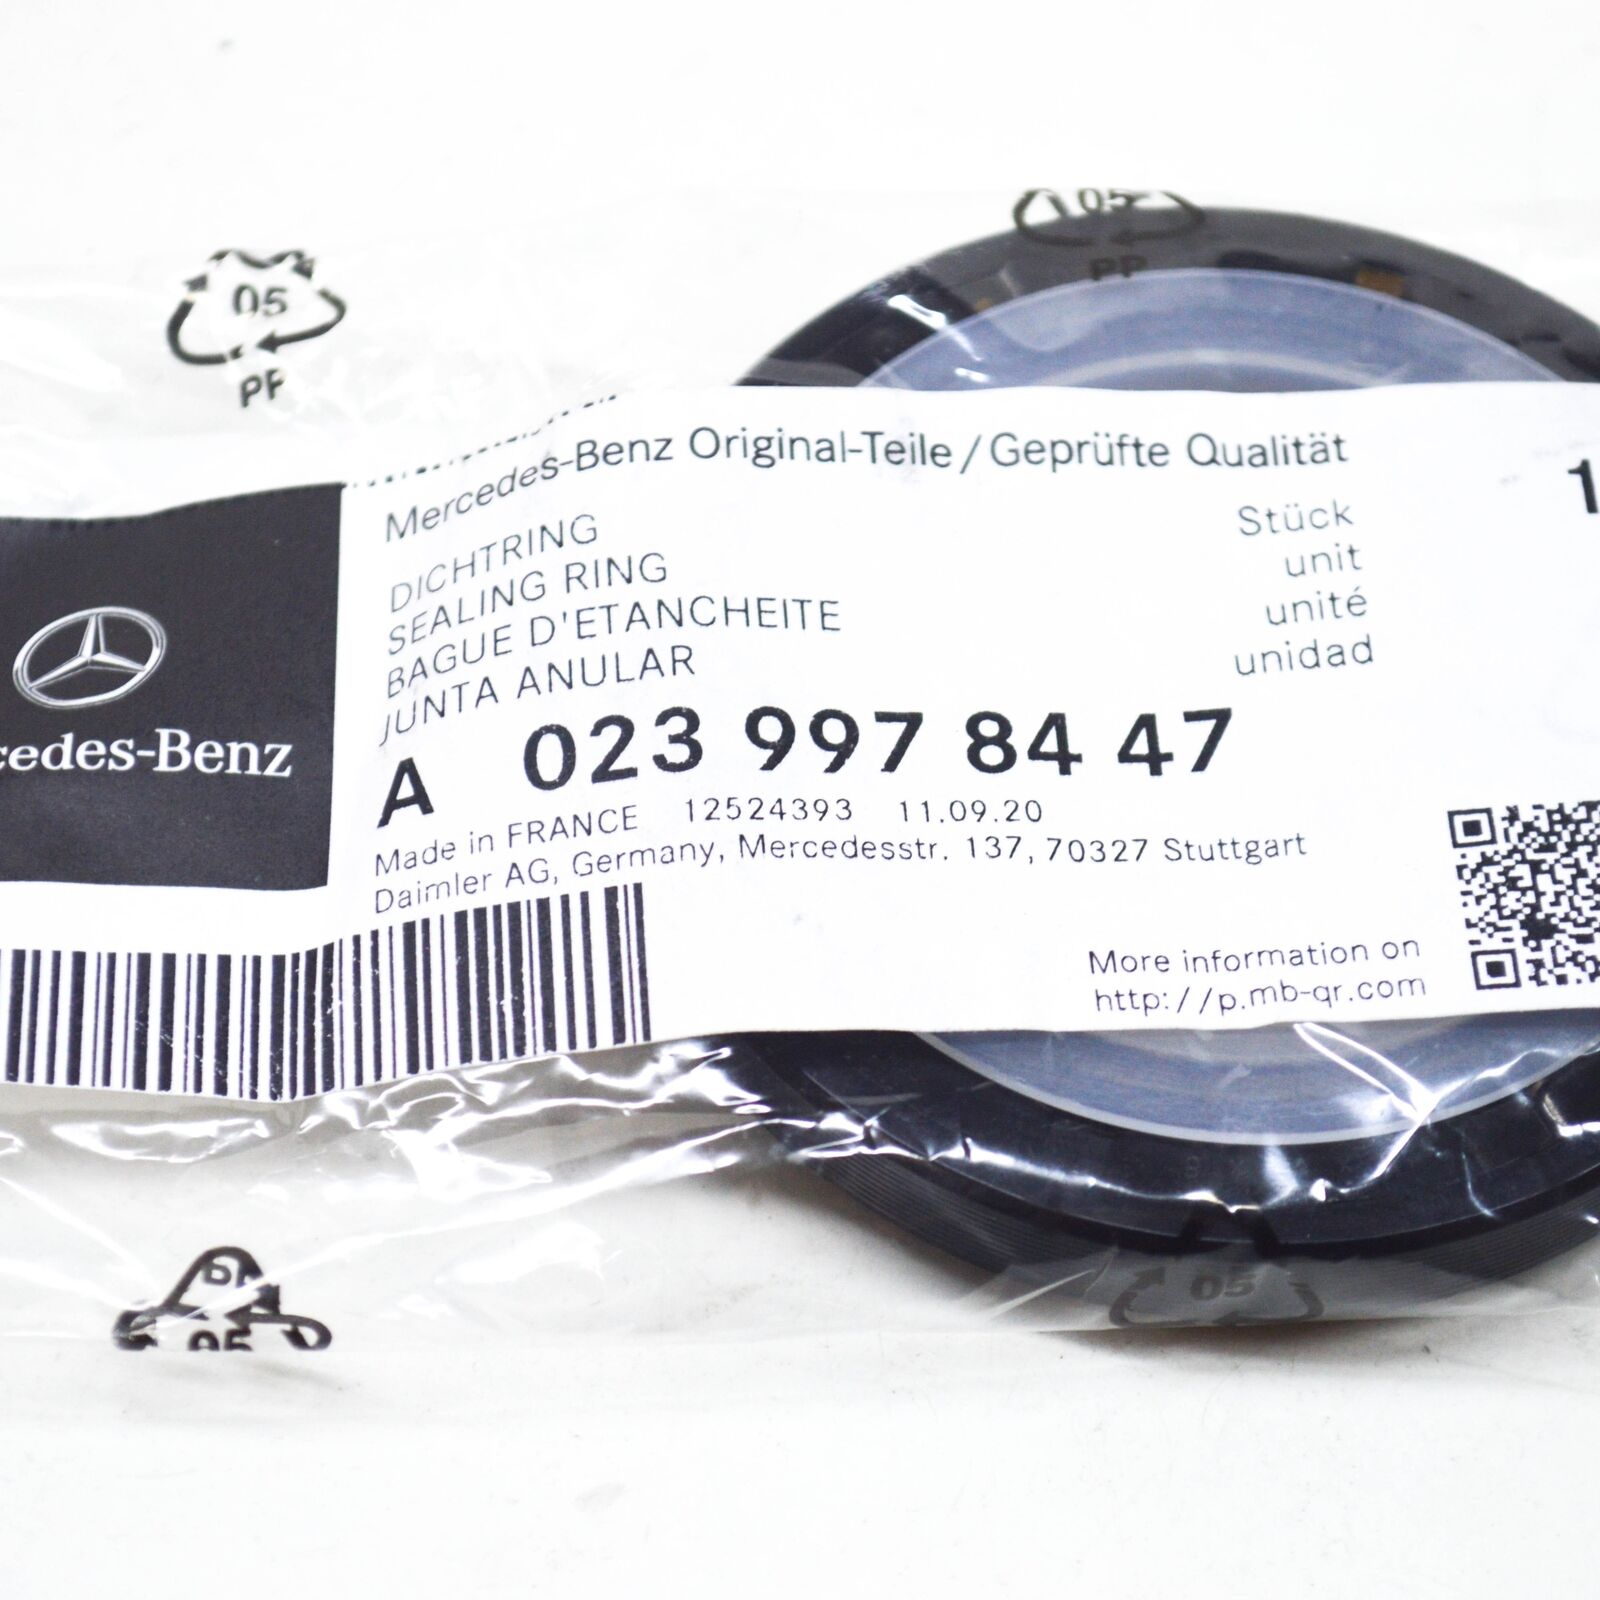 05
PP
05
PP
Mercedes-Benz Original-Teile / Geprüfte Qualität
1
DICHTRING
SEALING RING
BAGUE D'ETANCHEITE
JUNTA ANULAR
Stück
unit
unité
unidad
cedes-Benz
A 023 997 84 47
Made in FRANCE 12524393 11.09.20
Daimler AG, Germany, Mercedesstr. 137, 70327 Stuttgart
More information on
http://p.mb-qr.com
05
05